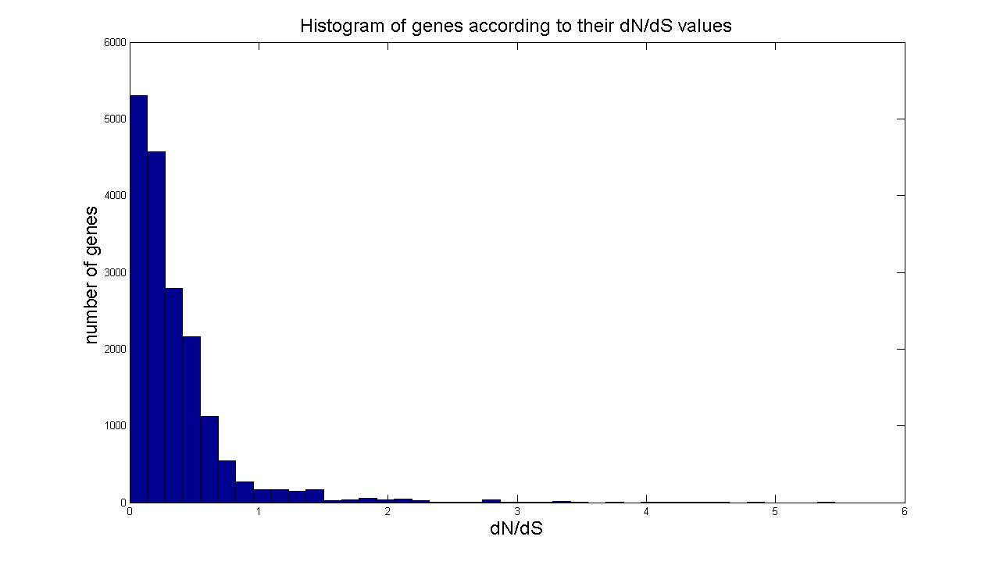 Histogram of genes according to their dN/dS values
6000
5000
4000
3000
2000
1000
0
number of genes
0 1 2 3 4 5 6
dN/dS